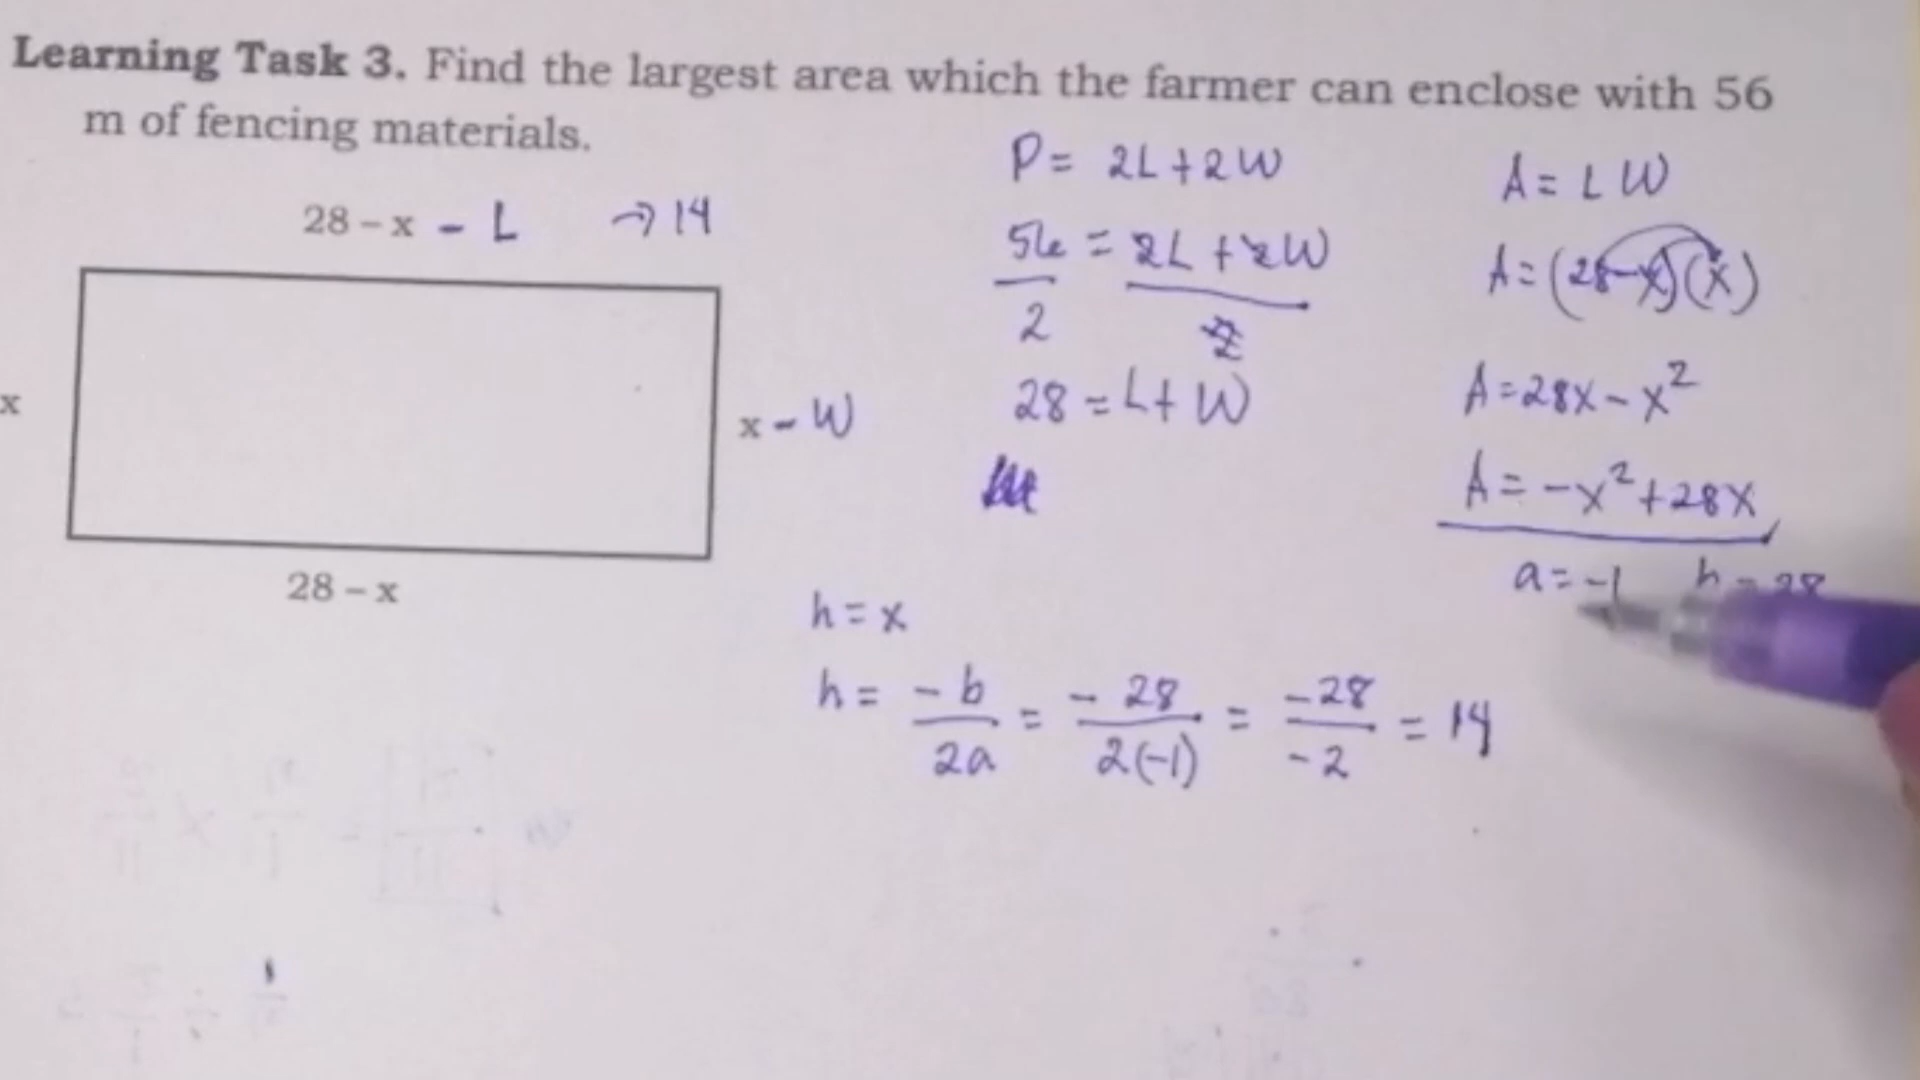 Learning Task 3. Find the largest area which the farmer can enclose with 56
m of fencing materials.
28 – x - L → 14
x
x - W
28 – x
P = 2L + 2W
56 = 2L + 2W
2 2
28 = L + W
A = L W
A = (28-x)(x)
A = 28x - x²
A = -x² + 28x
a = -1
h = x
h = -b/2a = -28/2(-1) = -28/-2 = 14